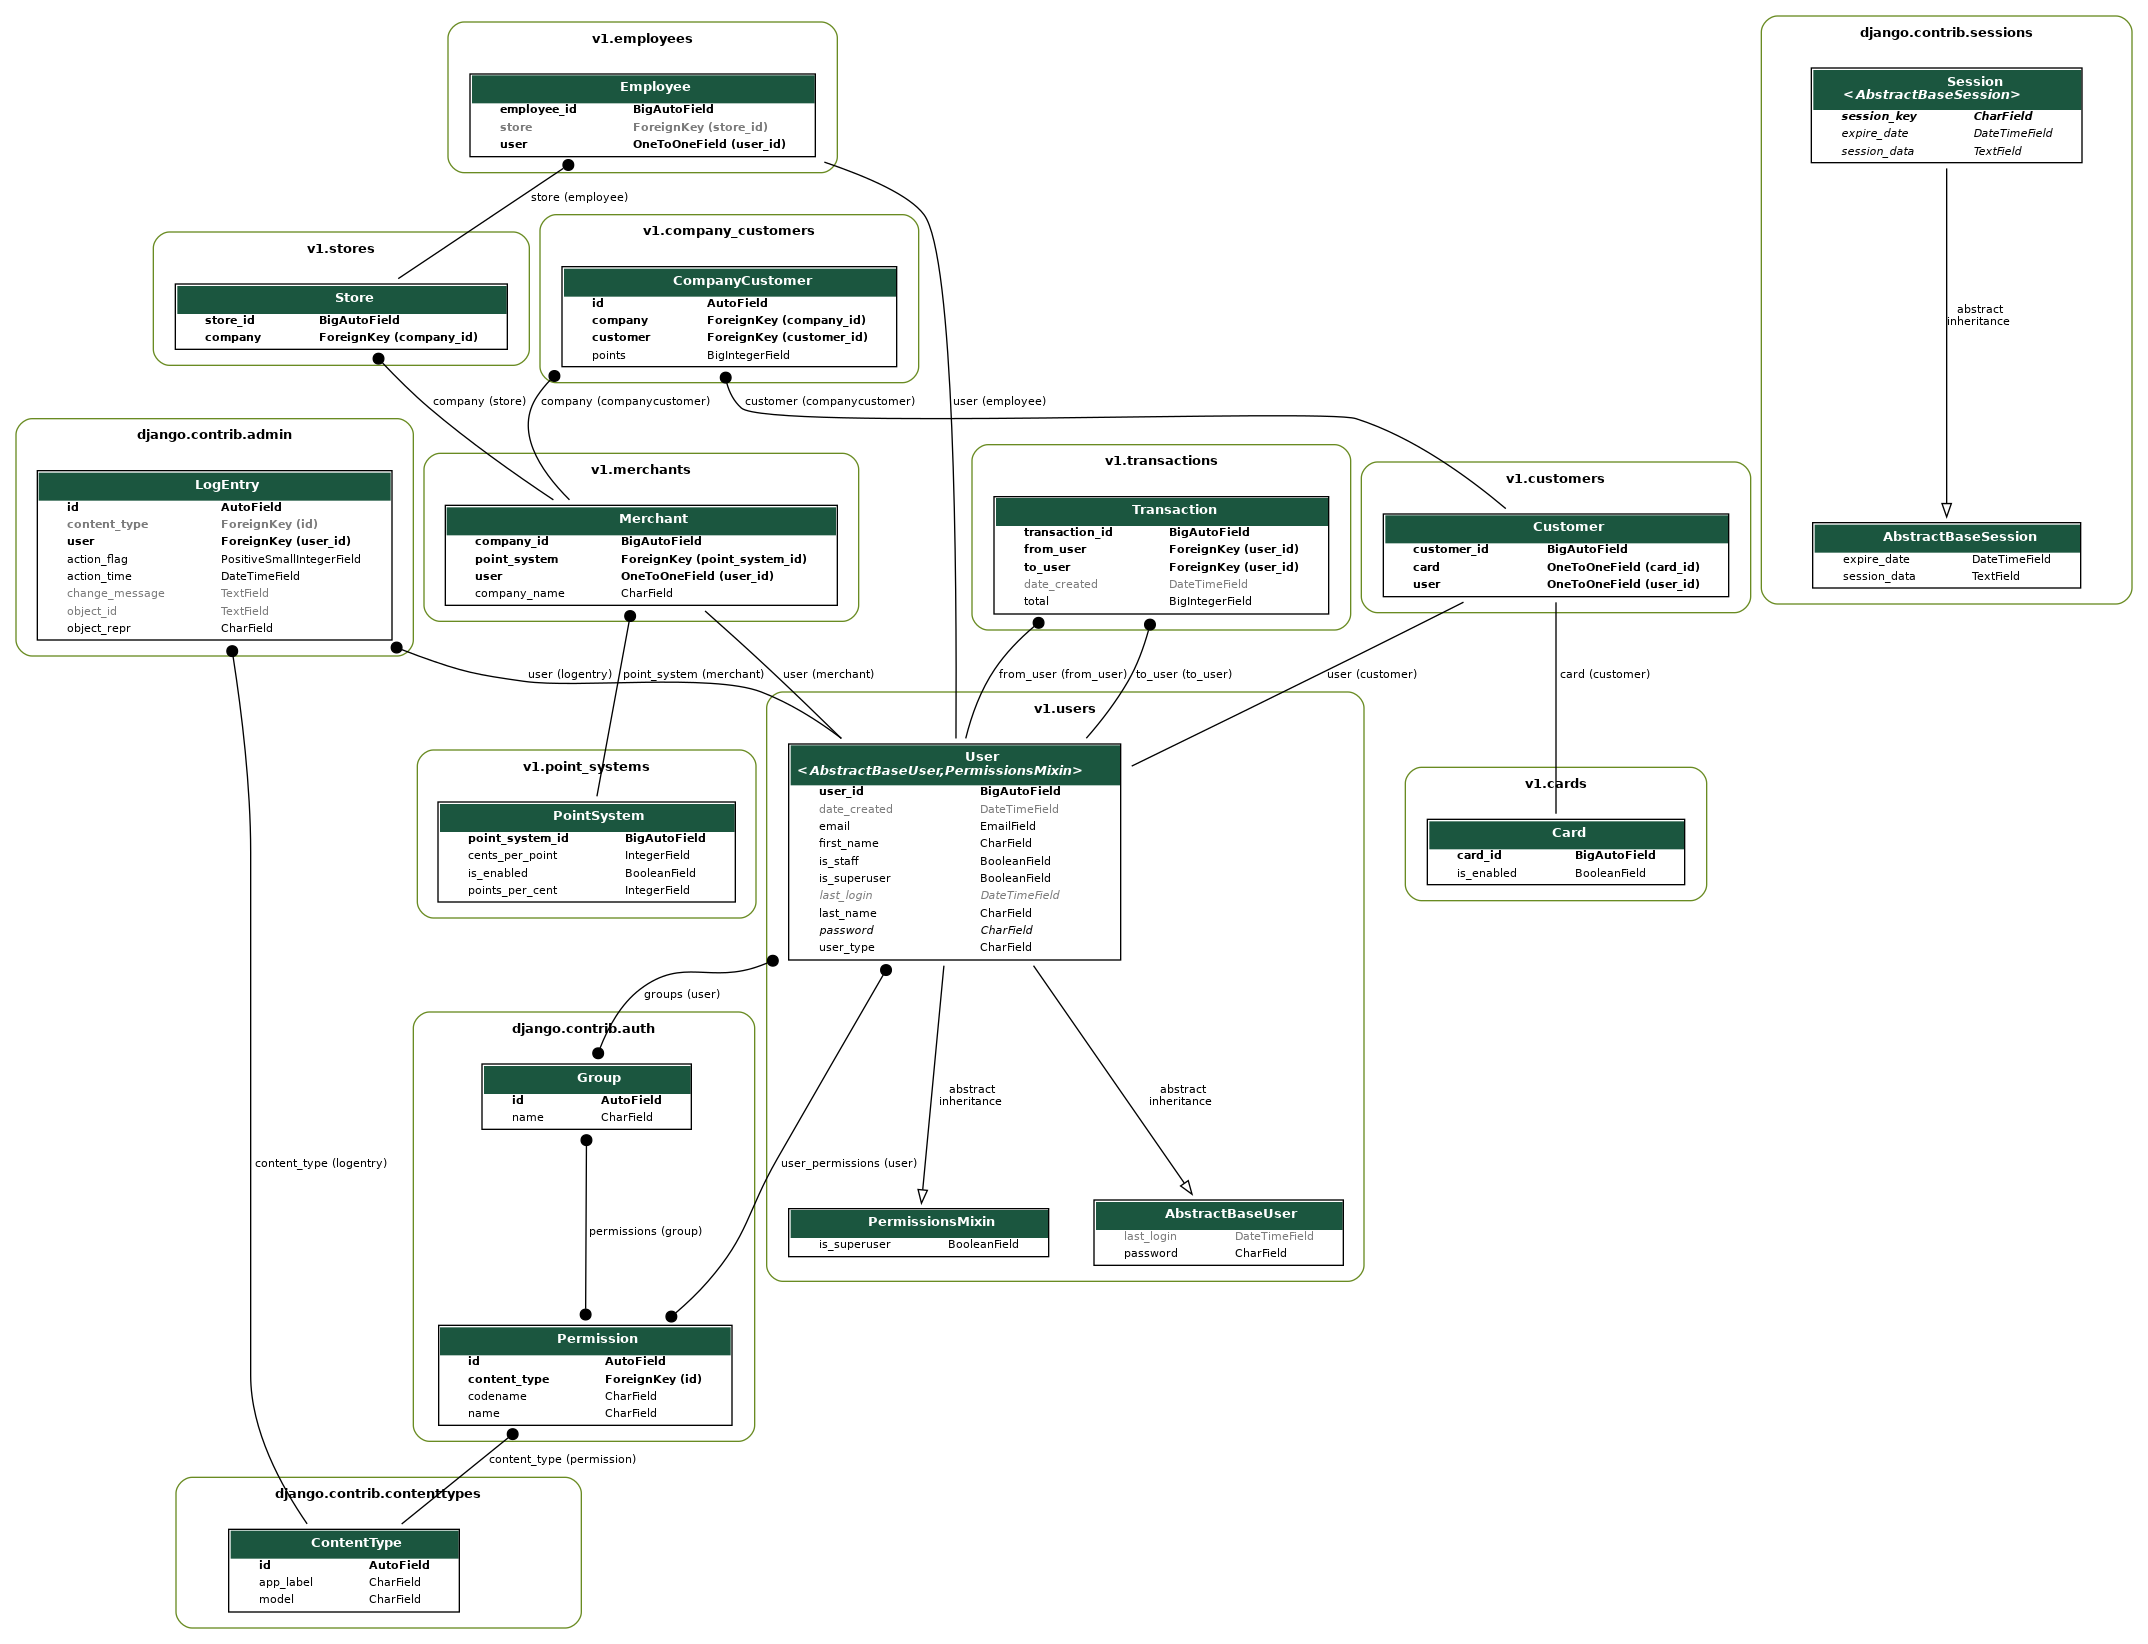 v1.employees
Employee
employee_id BigAutoField
store ForeignKey (store_id)
user OneToOneField (user_id)
django.contrib.sessions
Session
<AbstractBaseSession>
session_key CharField
expire_date DateTimeField
session_data TextField
abstract
inheritance
AbstractBaseSession
expire_date DateTimeField
session_data TextField
store (employee)
v1.stores
Store
store_id BigAutoField
company ForeignKey (company_id)
v1.company_customers
CompanyCustomer
id AutoField
company ForeignKey (company_id)
customer ForeignKey (customer_id)
points BigIntegerField
company (store)
company (companycustomer)
customer (companycustomer)
user (employee)
django.contrib.admin
LogEntry
id AutoField
content_type ForeignKey (id)
user ForeignKey (user_id)
action_flag PositiveSmallIntegerField
action_time DateTimeField
change_message TextField
object_id TextField
object_repr CharField
v1.merchants
Merchant
company_id BigAutoField
point_system ForeignKey (point_system_id)
user OneToOneField (user_id)
company_name CharField
v1.transactions
Transaction
transaction_id BigAutoField
from_user ForeignKey (user_id)
to_user ForeignKey (user_id)
date_created DateTimeField
total BigIntegerField
v1.customers
Customer
customer_id BigAutoField
card OneToOneField (card_id)
user OneToOneField (user_id)
user (logentry)
point_system (merchant)
user (merchant)
from_user (from_user)
to_user (to_user)
user (customer)
card (customer)
v1.point_systems
PointSystem
point_system_id BigAutoField
cents_per_point IntegerField
is_enabled BooleanField
points_per_cent IntegerField
v1.users
User
<AbstractBaseUser,PermissionsMixin>
user_id BigAutoField
date_created DateTimeField
email EmailField
first_name CharField
is_staff BooleanField
is_superuser BooleanField
last_login DateTimeField
last_name CharField
password CharField
user_type CharField
v1.cards
Card
card_id BigAutoField
is_enabled BooleanField
groups (user)
django.contrib.auth
Group
id AutoField
name CharField
abstract
inheritance
abstract
inheritance
content_type (logentry)
user_permissions (user)
permissions (group)
PermissionsMixin
is_superuser BooleanField
AbstractBaseUser
last_login DateTimeField
password CharField
Permission
id AutoField
content_type ForeignKey (id)
codename CharField
name CharField
content_type (permission)
django.contrib.contenttypes
ContentType
id AutoField
app_label CharField
model CharField